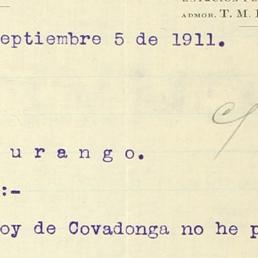 ADMOR. T. M.
eptiembre 5 de 1911.
urango.
:-
oy de Covadonga no he p